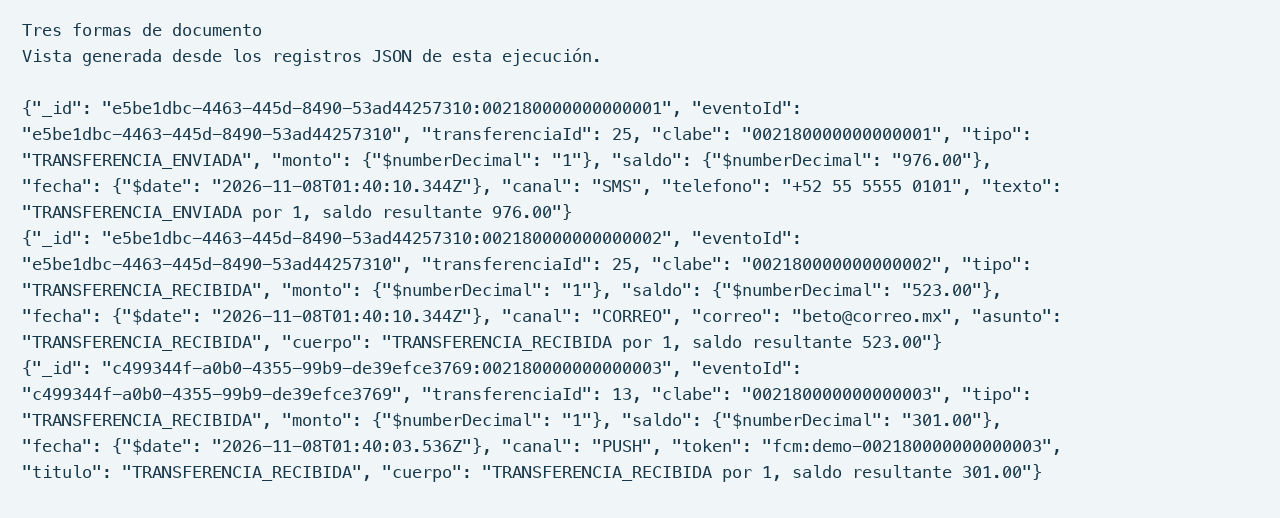 Tres formas de documento
Vista generada desde los registros JSON de esta ejecución.
{"_id": "e5be1dbc-4463-445d-8490-53ad44257310:002180000000000001", "eventoId":
"e5be1dbc-4463-445d-8490-53ad44257310", "transferenciaId": 25, "clabe": "002180000000000001", "tipo":
"TRANSFERENCIA_ENVIADA", "monto": {"$numberDecimal": "1"}, "saldo": {"$numberDecimal": "976.00"},
"fecha": {"$date": "2026-11-08T01:40:10.344Z"}, "canal": "SMS", "telefono": "+52 55 5555 0101", "texto":
"TRANSFERENCIA_ENVIADA por 1, saldo resultante 976.00"}
{"_id": "e5be1dbc-4463-445d-8490-53ad44257310:002180000000000002", "eventoId":
"e5be1dbc-4463-445d-8490-53ad44257310", "transferenciaId": 25, "clabe": "002180000000000002", "tipo":
"TRANSFERENCIA_RECIBIDA", "monto": {"$numberDecimal": "1"}, "saldo": {"$numberDecimal": "523.00"},
"fecha": {"$date": "2026-11-08T01:40:10.344Z"}, "canal": "CORREO", "correo": "beto@correo.mx", "asunto":
"TRANSFERENCIA_RECIBIDA", "cuerpo": "TRANSFERENCIA_RECIBIDA por 1, saldo resultante 523.00"}
{"_id": "c499344f-a0b0-4355-99b9-de39efce3769:002180000000000003", "eventoId":
"c499344f-a0b0-4355-99b9-de39efce3769", "transferenciaId": 13, "clabe": "002180000000000003", "tipo":
"TRANSFERENCIA_RECIBIDA", "monto": {"$numberDecimal": "1"}, "saldo": {"$numberDecimal": "301.00"},
"fecha": {"$date": "2026-11-08T01:40:03.536Z"}, "canal": "PUSH", "token": "fcm:demo-002180000000000003",
"titulo": "TRANSFERENCIA_RECIBIDA", "cuerpo": "TRANSFERENCIA_RECIBIDA por 1, saldo resultante 301.00"}